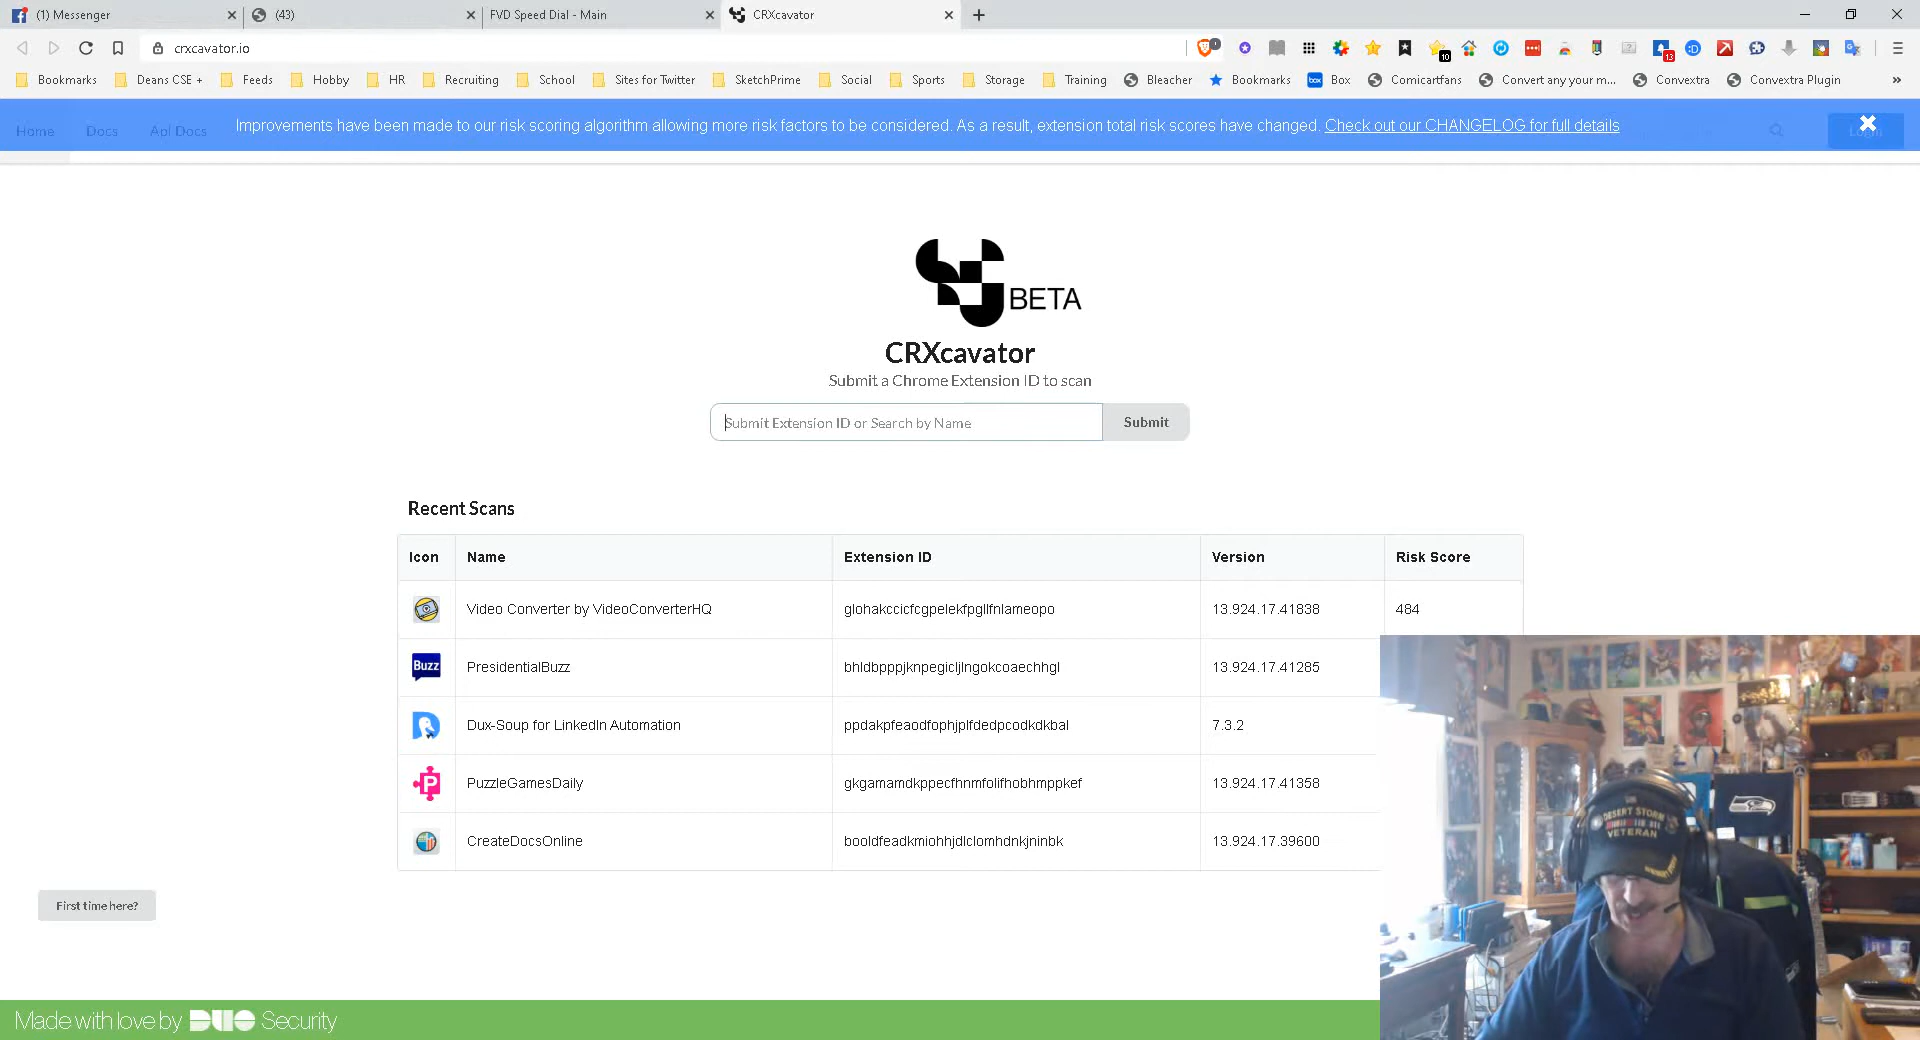 (1) Messenger
(43)
FVD Speed Dial - Main
CRXcavator
crxcavator.io
10
13
Bookmarks
Deans CSE +
Feeds
Hobby
HR
Recruiting
School
Sites for Twitter
SketchPrime
Social
Sports
Storage
Training
Bleacher
Bookmarks
box
Box
Comicartfans
Convert any your m...
Convextra
Convextra Plugin
»
Home
Docs
Api Docs
Improvements have been made to our risk scoring algorithm allowing more risk factors to be considered. As a result, extension total risk scores have changed. Check out our CHANGELOG for full details
BETA
CRXcavator
Submit a Chrome Extension ID to scan
Submit Extension ID or Search by Name
Submit
Recent Scans
Icon Name Extension ID Version Risk Score
Video Converter by VideoConverterHQ glohakccicfcgpelekfpgllfnlameopo 13.924.17.41838 484
Buzz PresidentialBuzz bhldbpppjknpegicljlngokcoaechhgl 13.924.17.41285
Dux-Soup for LinkedIn Automation ppdakpfeaodfophjplfdedpcodkdkbal 7.3.2
P PuzzleGamesDaily gkgamamdkppecfhnmfolifhobhmppkef 13.924.17.41358
CreateDocsOnline booldfeadkmiohhjdlclomhdnkjninbk 13.924.17.39600
DESERT STORM
VETERAN
First time here?
Made with love by DUO Security